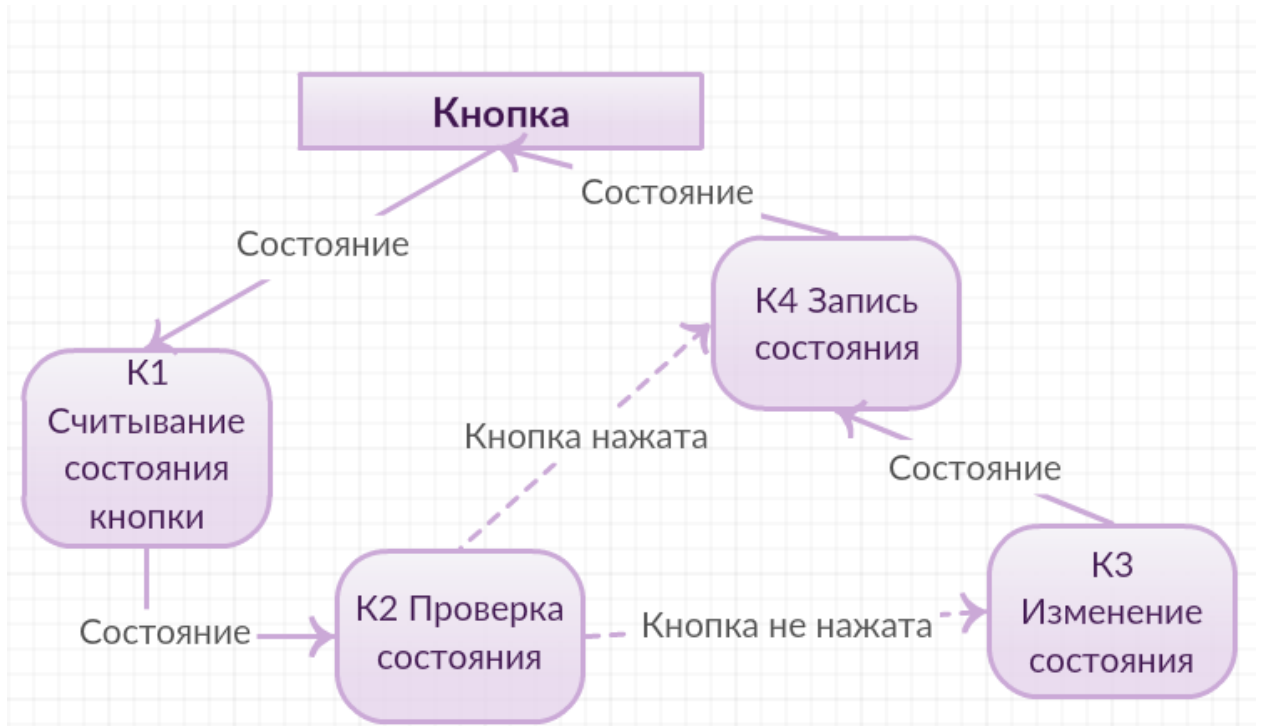 Кнопка
Состояние
Состояние
К4 Запись
состояния
К1
Считывание
состояния
кнопки
Кнопка нажата
Состояние
К3
Изменение
состояния
К2 Проверка
состояния
Состояние
Кнопка не нажата